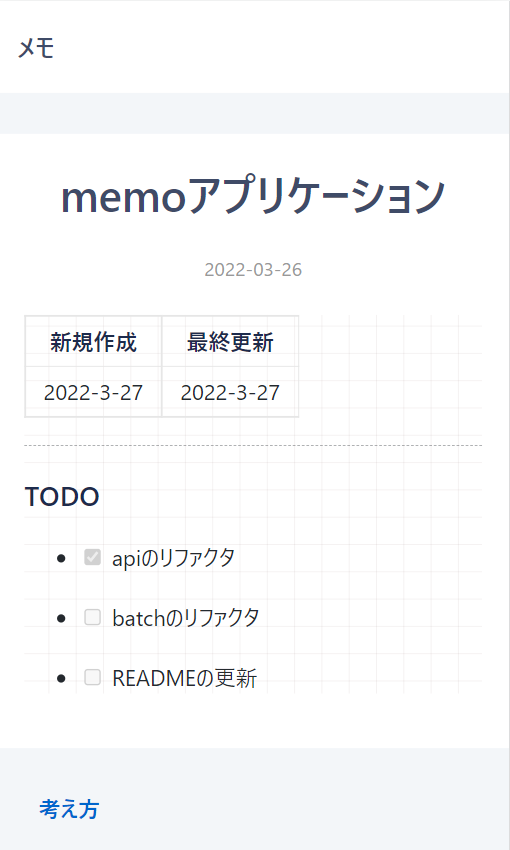 メモ
memoアプリケーション
2022-03-26
新規作成 最終更新
2022-3-27 2022-3-27
TODO
apiのリファクタ
batchのリファクタ
READMEの更新
考え方